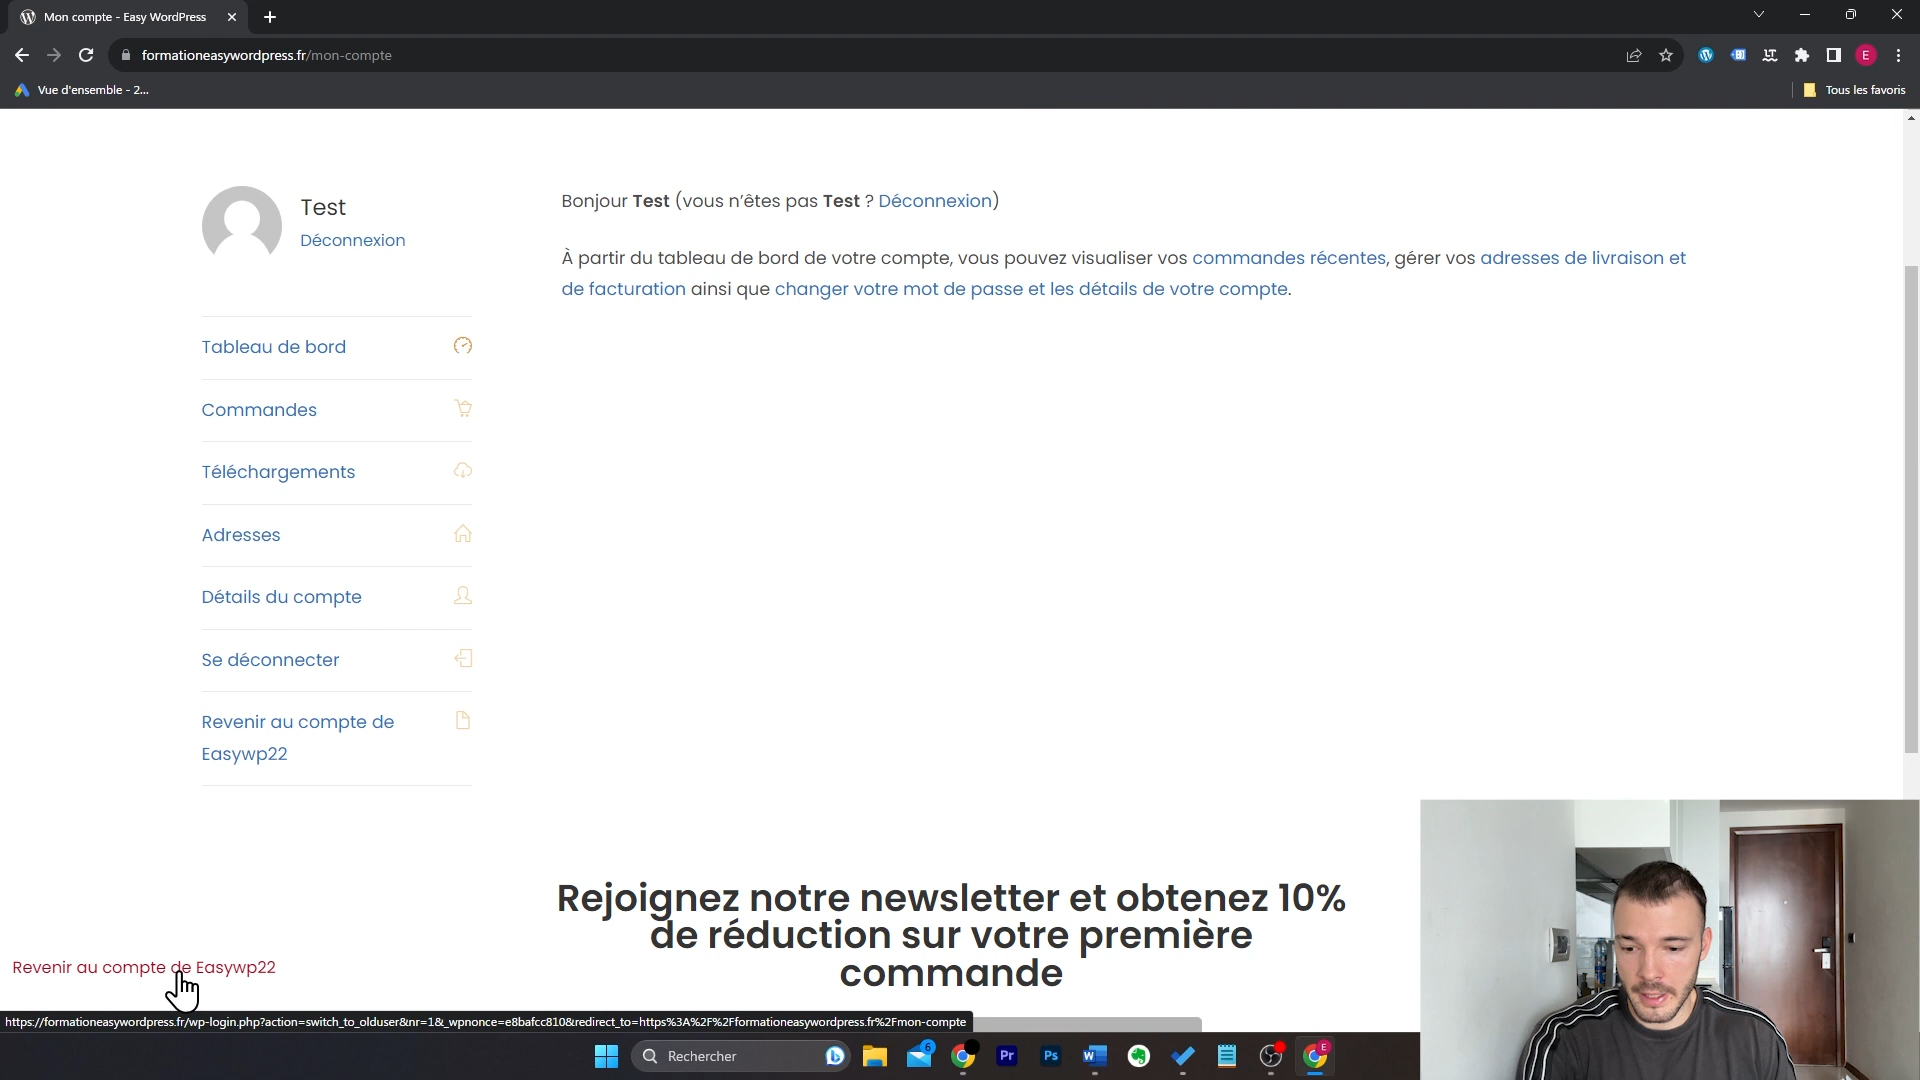 Mon compte - Easy WordPress
formationeasywordpress.fr/mon-compte
E
Vue d'ensemble - 2...
Tous les favoris
Test
Déconnexion
Bonjour Test (vous n'êtes pas Test ? Déconnexion)
À partir du tableau de bord de votre compte, vous pouvez visualiser vos commandes récentes, gérer vos adresses de livraison et
de facturation ainsi que changer votre mot de passe et les détails de votre compte.
Tableau de bord
Commandes
Téléchargements
Adresses
Détails du compte
Se déconnecter
Revenir au compte de
Easywp22
Rejoignez notre newsletter et obtenez 10%
de réduction sur votre première
commande
Revenir au compte de Easywp22
https://formationeasywordpress.fr/wp-login.php?action=switch_to_olduser&nr=1&_wpnonce=e8bafcc810&redirect_to=https%3A%2F%2Fformationeasywordpress.fr%2Fmon-compte
Rechercher
6
Pr
Ps
E